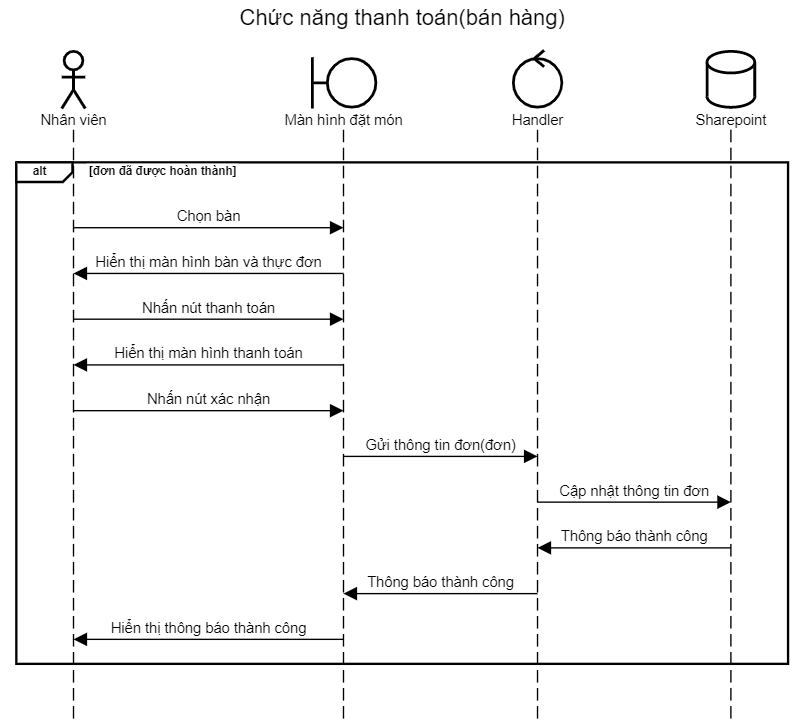 Chức năng thanh toán(bán hàng)
Nhân viên
Màn hình đặt món
Handler
Sharepoint
alt
[đơn đã được hoàn thành]
Chọn bàn
Hiển thị màn hình bàn và thực đơn
Nhấn nút thanh toán
Hiển thị màn hình thanh toán
Nhấn nút xác nhận
Gửi thông tin đơn(đơn)
Cập nhật thông tin đơn
Thông báo thành công
Thông báo thành công
Hiển thị thông báo thành công